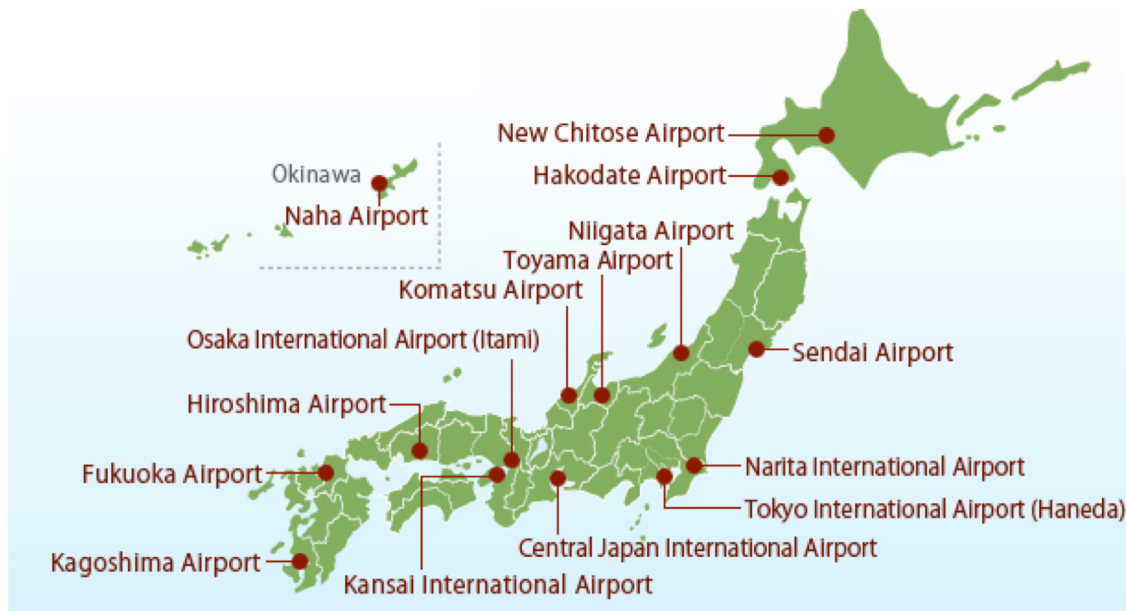 New Chitose Airport
Hakodate Airport
Okinawa
Naha Airport
Niigata Airport
Toyama Airport
Komatsu Airport
Osaka International Airport (Itami)
Sendai Airport
Hiroshima Airport
Fukuoka Airport
Narita International Airport
Tokyo International Airport (Haneda)
Central Japan International Airport
Kagoshima Airport
Kansai International Airport